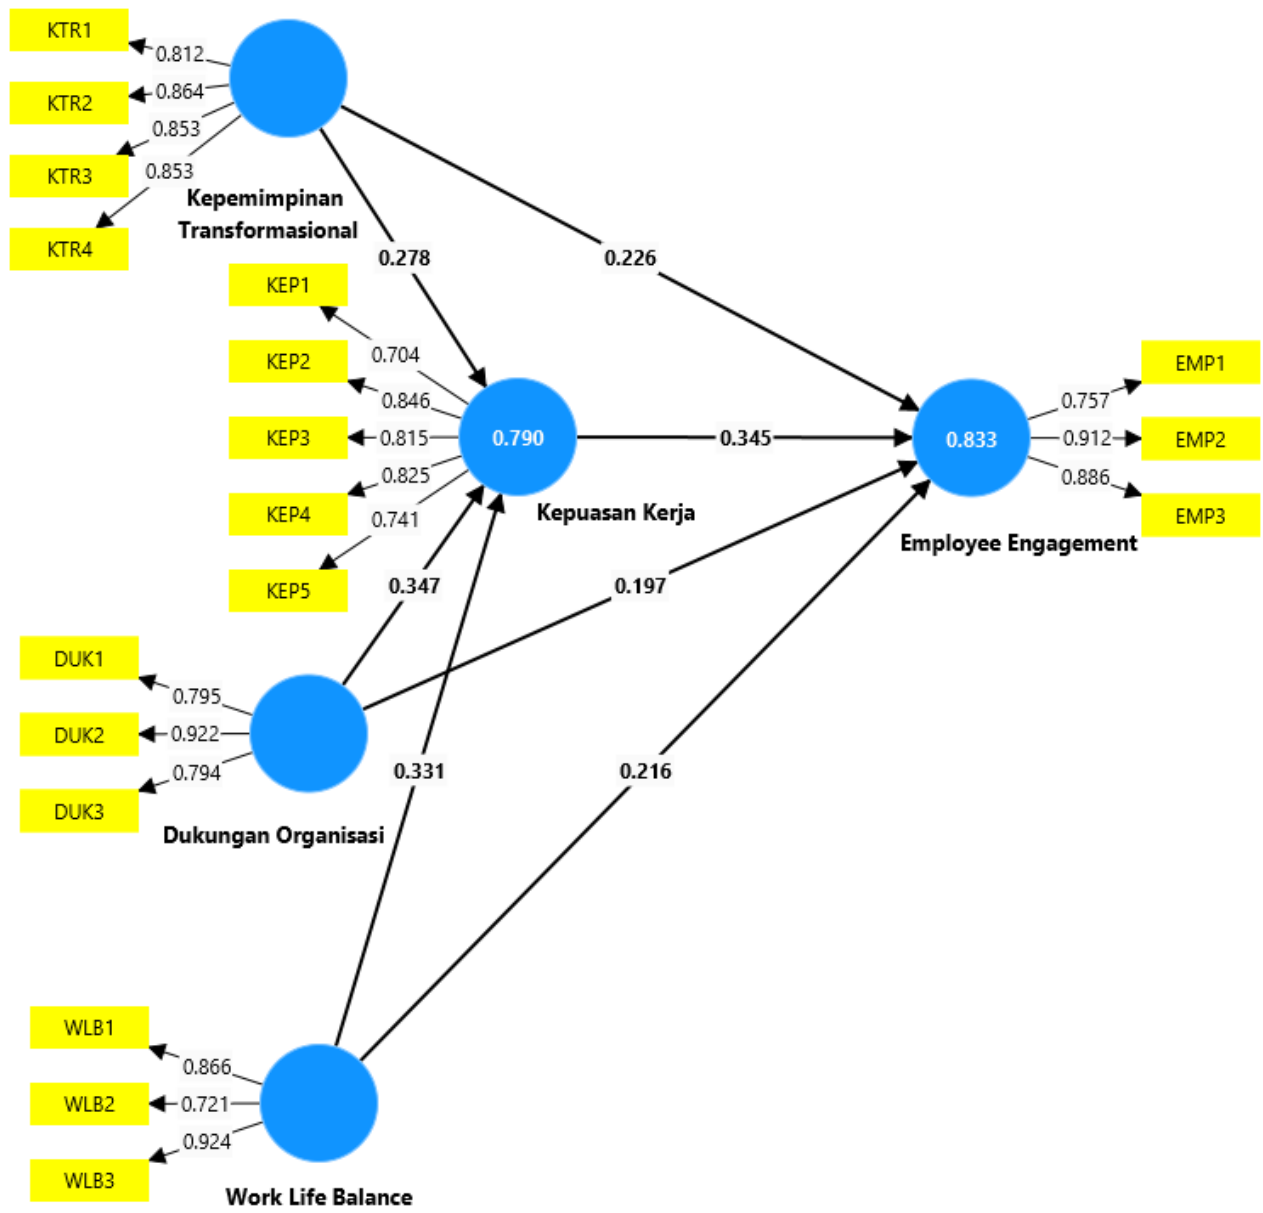 KTR1
0.812
KTR2
0.864
0.853
KTR3
0.853
KTR4
Kepemimpinan
Transformasional
0.278
0.226
KEP1
0.704
KEP2
0.846
KEP3
0.815
0.825
KEP4
0.741
KEP5
0.790
Kepuasan Kerja
0.345
0.833
Employee Engagement
EMP1
0.757
EMP2
0.912
0.886
EMP3
0.347
0.197
DUK1
0.795
DUK2
0.922
0.794
DUK3
Dukungan Organisasi
0.331
0.216
WLB1
0.866
WLB2
0.721
0.924
WLB3
Work Life Balance